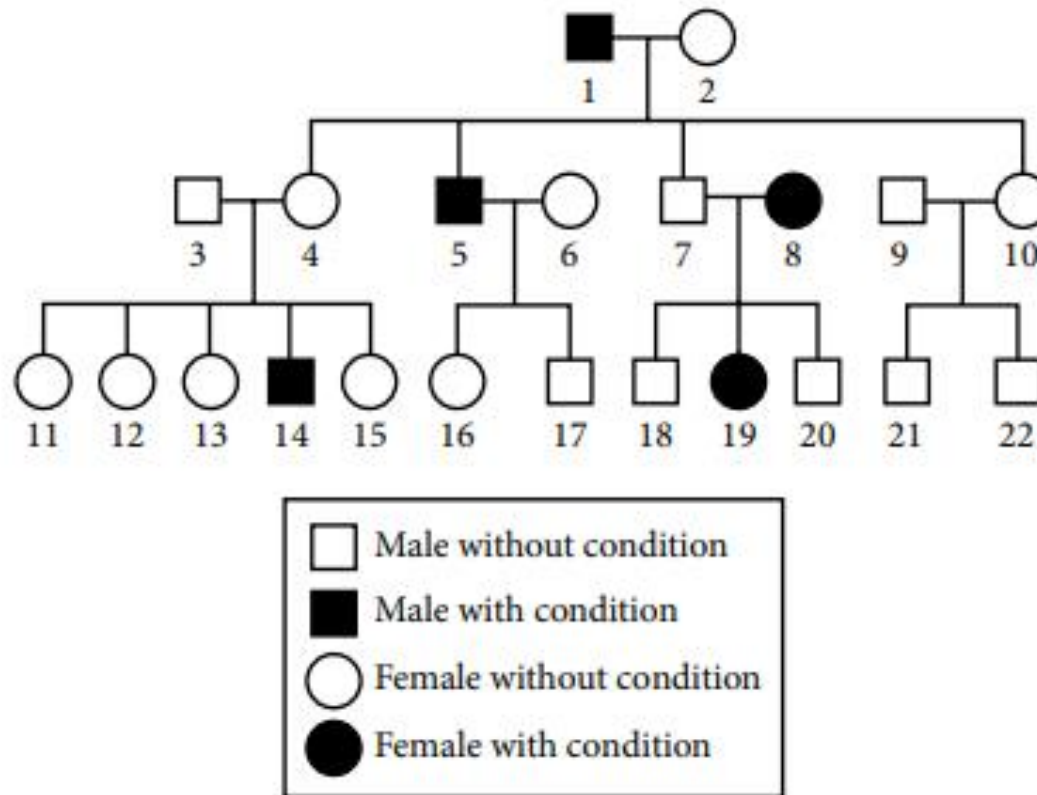 1 2
3 4 5 6 7 8 9 10
11 12 13 14 15 16 17 18 19 20 21 22
Male without condition
Male with condition
Female without condition
Female with condition